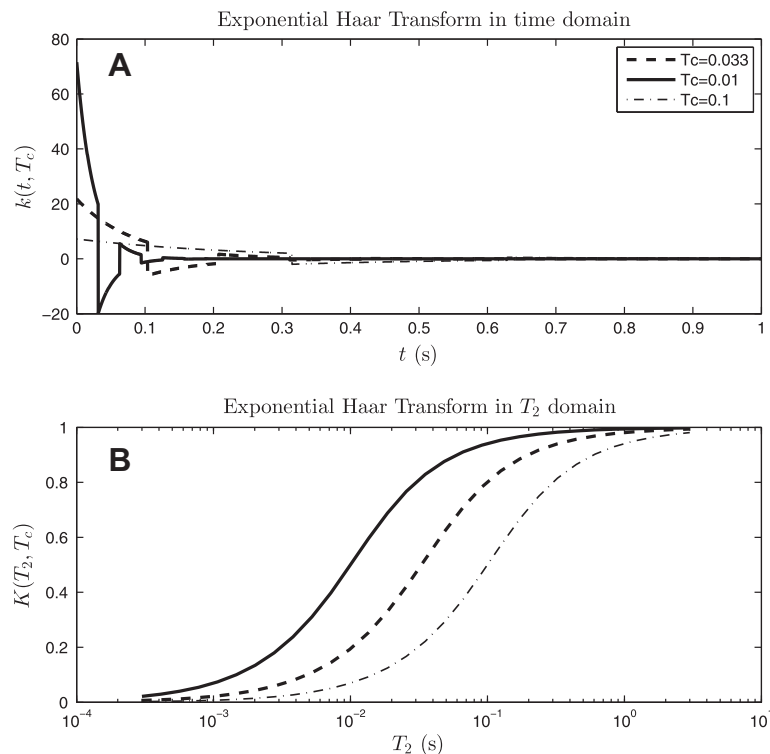 Exponential Haar Transform in time domain
A
Tc=0.033
Tc=0.01
Tc=0.1
80
60
40
20
0
−20
k(t, T_c)
0 0.1 0.2 0.3 0.4 0.5 0.6 0.7 0.8 0.9 1
t (s)
Exponential Haar Transform in T_2 domain
B
1
0.8
0.6
0.4
0.2
0
K(T_2, T_c)
10^−4 10^−3 10^−2 10^−1 10^0 10
T_2 (s)